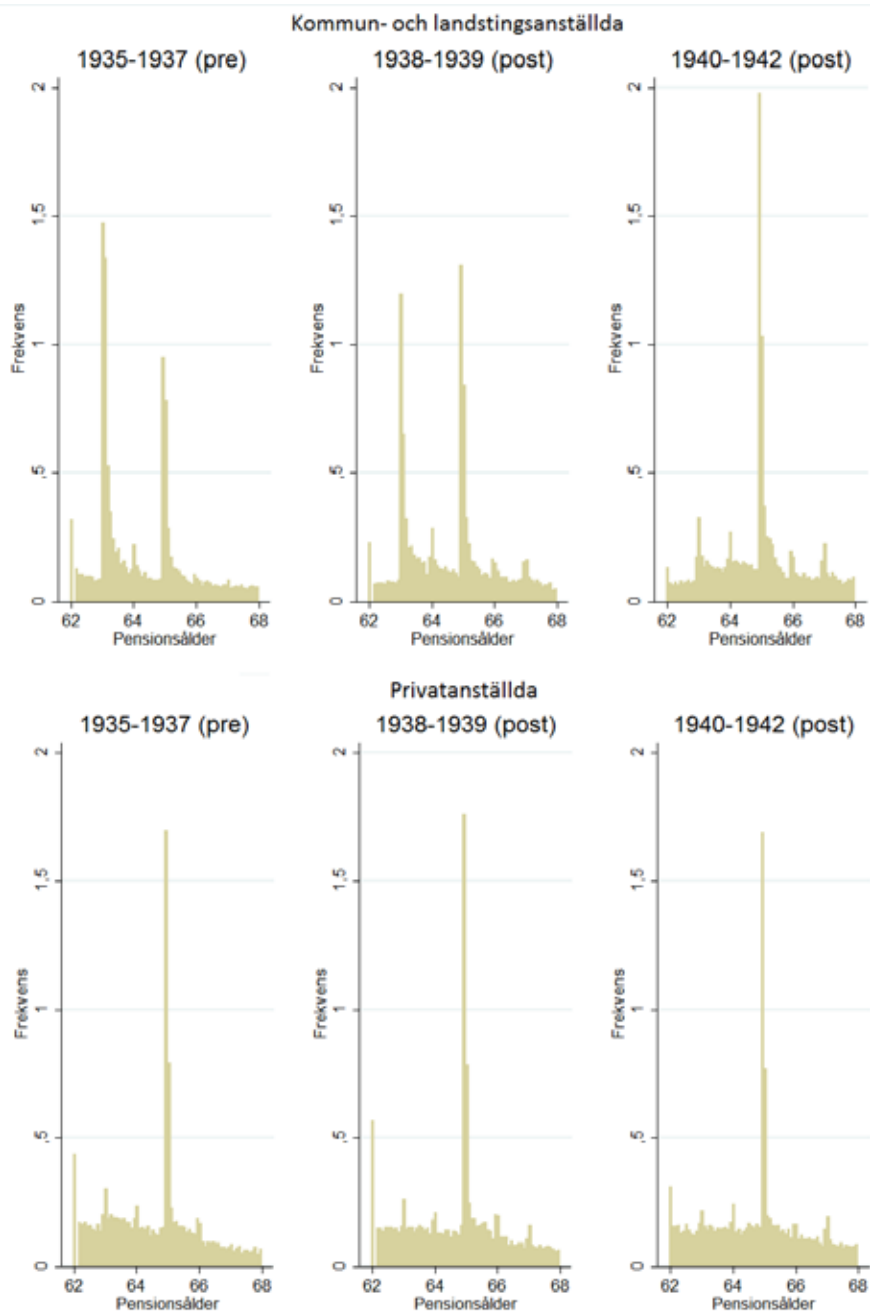 Kommun- och landstingsanställda
1935-1937 (pre) 1938-1939 (post) 1940-1942 (post)
2 2 2
1,5 1,5 1,5
1 1 1
,5 ,5 ,5
0 0 0
Frekvens Frekvens Frekvens
62 64 66 68 62 64 66 68 62 64 66 68
Pensionsålder Pensionsålder Pensionsålder
Privatanställda
1935-1937 (pre) 1938-1939 (post) 1940-1942 (post)
2 2 2
1,5 1,5 1,5
1 1 1
,5 ,5 ,5
0 0 0
Frekvens Frekvens Frekvens
62 64 66 68 62 64 66 68 62 64 66 68
Pensionsålder Pensionsålder Pensionsålder